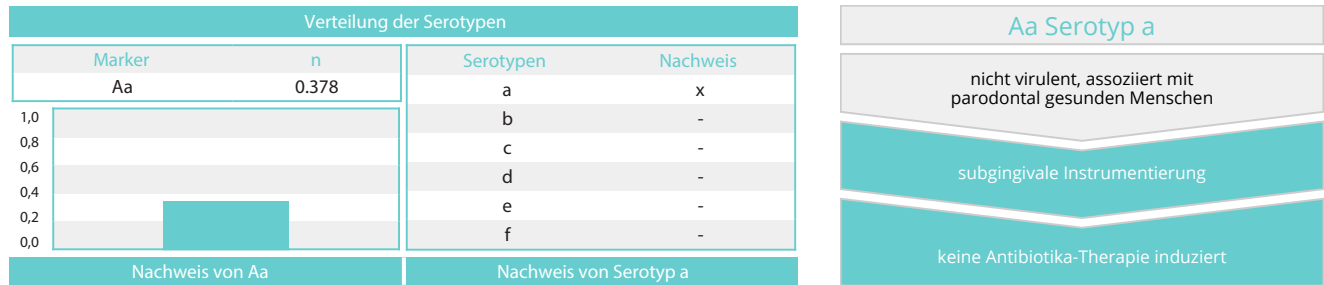 Verteilung der Serotypen
Marker n
Aa 0.378
1,0
0,8
0,6
0,4
0,2
0,0
Serotypen Nachweis
a x
b -
c -
d -
e -
f -
Nachweis von Aa
Nachweis von Serotyp a
Aa Serotyp a
nicht virulent, assoziiert mit
parodontal gesunden Menschen
subgingivale Instrumentierung
keine Antibiotika-Therapie induziert